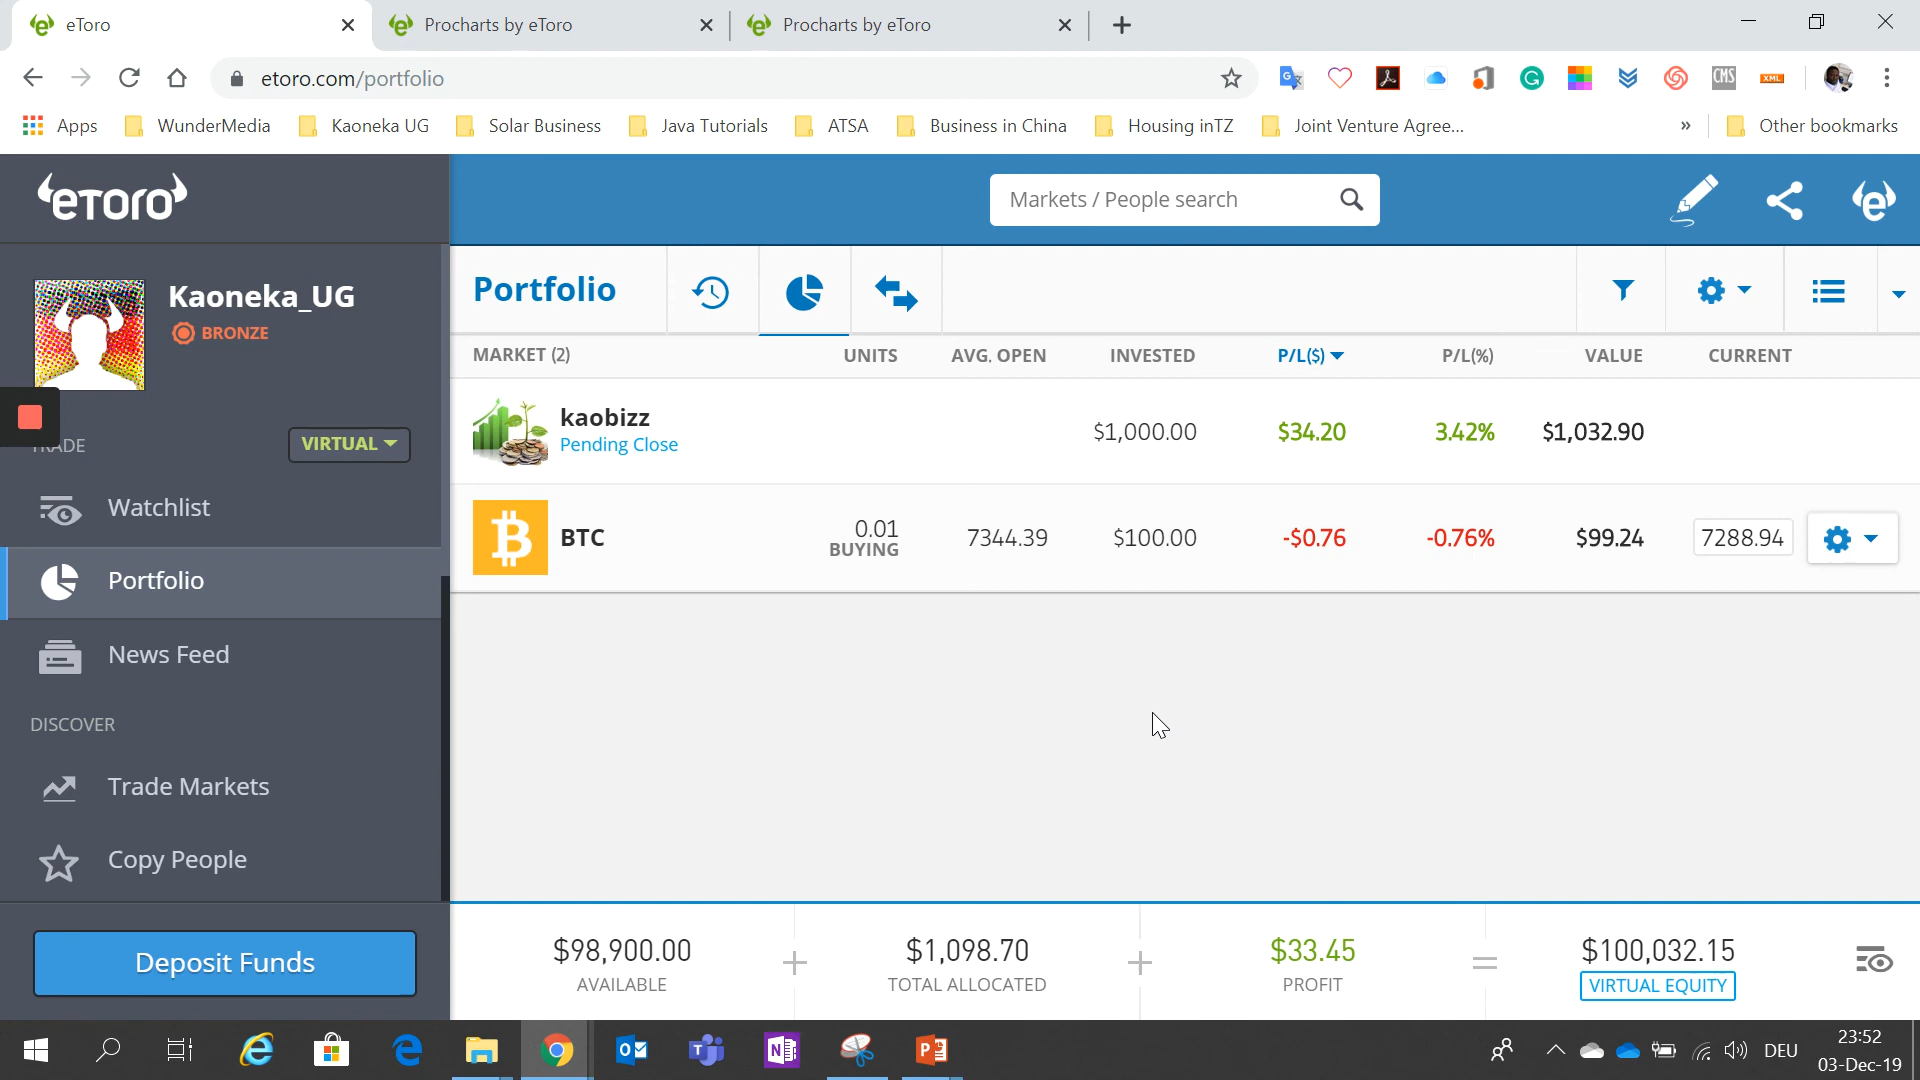 eToro
Procharts by eToro
Procharts by eToro
etoro.com/portfolio
CMS
XML
Apps
WunderMedia
Kaoneka UG
Solar Business
Java Tutorials
ATSA
Business in China
Housing inTZ
Joint Venture Agree...
»
Other bookmarks
eToro
Markets / People search
Kaoneka_UG
BRONZE
TRADE
VIRTUAL
Watchlist
Portfolio
News Feed
DISCOVER
Trade Markets
Copy People
Deposit Funds
Portfolio
MARKET (2) UNITS AVG. OPEN INVESTED P/L($) P/L(%) VALUE CURRENT
kaobizz
Pending Close
$1,000.00 $34.20 3.42% $1,032.90
BTC
0.01
BUYING
7344.39 $100.00 -$0.76 -0.76% $99.24 7288.94
$98,900.00 + $1,098.70 + $33.45 = $100,032.15
AVAILABLE TOTAL ALLOCATED PROFIT VIRTUAL EQUITY
DEU
23:52
03-Dec-19